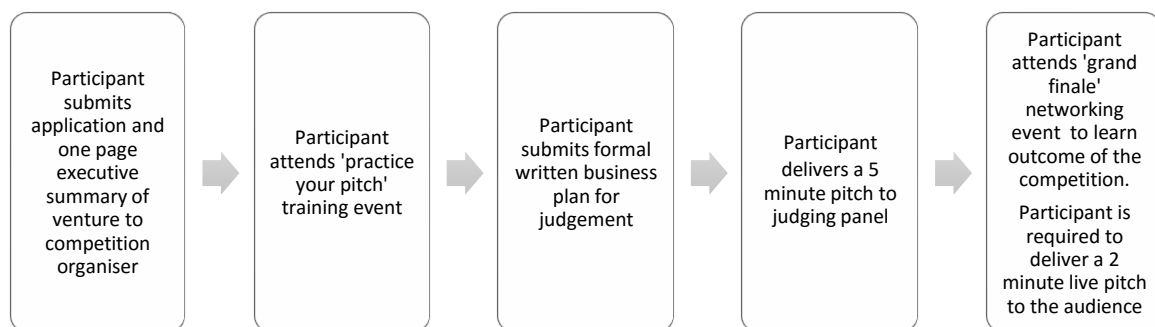 Participant
submits
application and
one page
executive
summary of
venture to
competition
organiser
Participant
attends 'practice
your pitch'
training event
Participant
submits formal
written business
plan for
judgement
Participant
delivers a 5
minute pitch to
judging panel
Participant
attends 'grand
finale'
networking
event to learn
outcome of the
competition.
Participant is
required to
deliver a 2
minute live pitch
to the audience